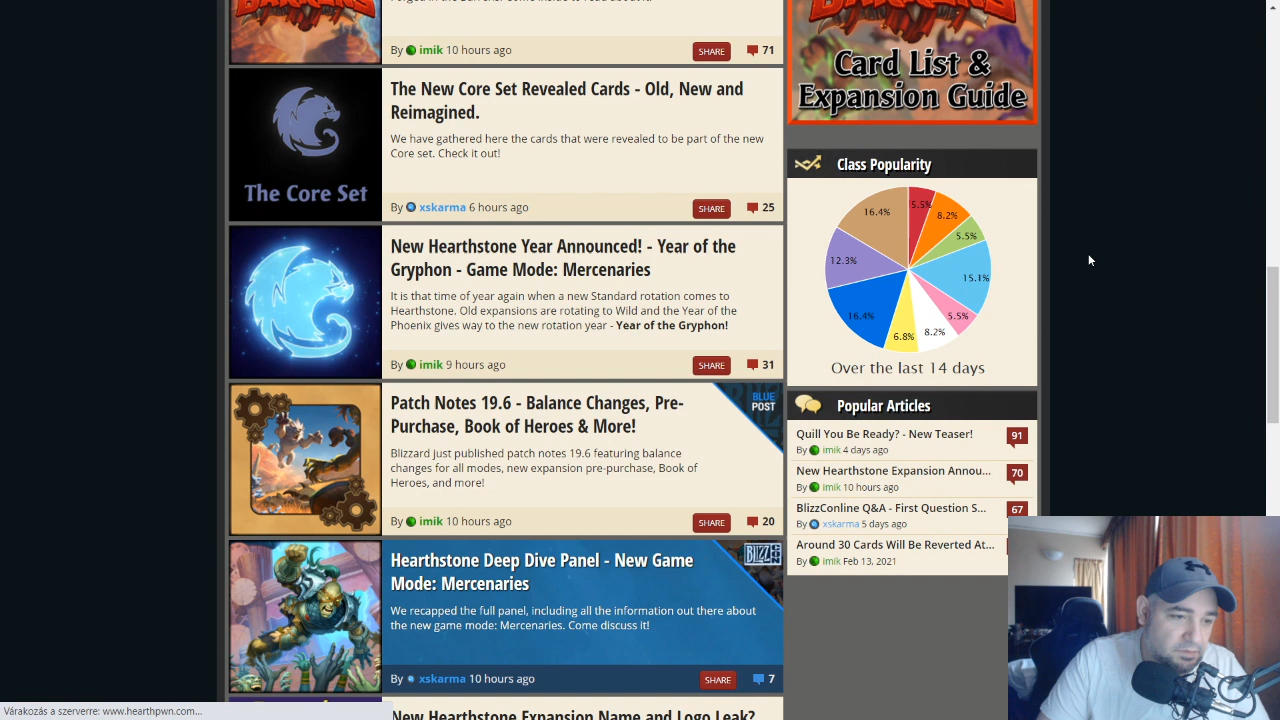 By imik 10 hours ago SHARE 71
The New Core Set Revealed Cards - Old, New and
Reimagined.
We have gathered here the cards that were revealed to be part of the new
Core set. Check it out!
The Core Set
By xskarma 6 hours ago SHARE 25
New Hearthstone Year Announced! - Year of the
Gryphon - Game Mode: Mercenaries
It is that time of year again when a new Standard rotation comes to
Hearthstone. Old expansions are rotating to Wild and the Year of the
Phoenix gives way to the new rotation year - Year of the Gryphon!
By imik 9 hours ago SHARE 31
Patch Notes 19.6 - Balance Changes, Pre-
Purchase, Book of Heroes & More!
BLUE
POST
Blizzard just published patch notes 19.6 featuring balance
changes for all modes, new expansion pre-purchase, Book of
Heroes, and more!
By imik 10 hours ago SHARE 20
Hearthstone Deep Dive Panel - New Game
Mode: Mercenaries
We recapped the full panel, including all the information out there about
the new game mode: Mercenaries. Come discuss it!
By xskarma 10 hours ago SHARE 7
New Hearthstone Expansion Name and Logo Leak?
Card List &
Expansion Guide
Class Popularity
5.5%
8.2%
5.5%
15.1%
5.5%
8.2%
6.8%
16.4%
12.3%
16.4%
Over the last 14 days
Popular Articles
Quill You Be Ready? - New Teaser! 91
By imik 4 days ago
New Hearthstone Expansion Annou... 70
By imik 10 hours ago
BlizzConline Q&A - First Question S... 67
By xskarma 5 days ago
Around 30 Cards Will Be Reverted At...
By imik Feb 13, 2021
Várakozás a szerverre: www.hearthpwn.com...